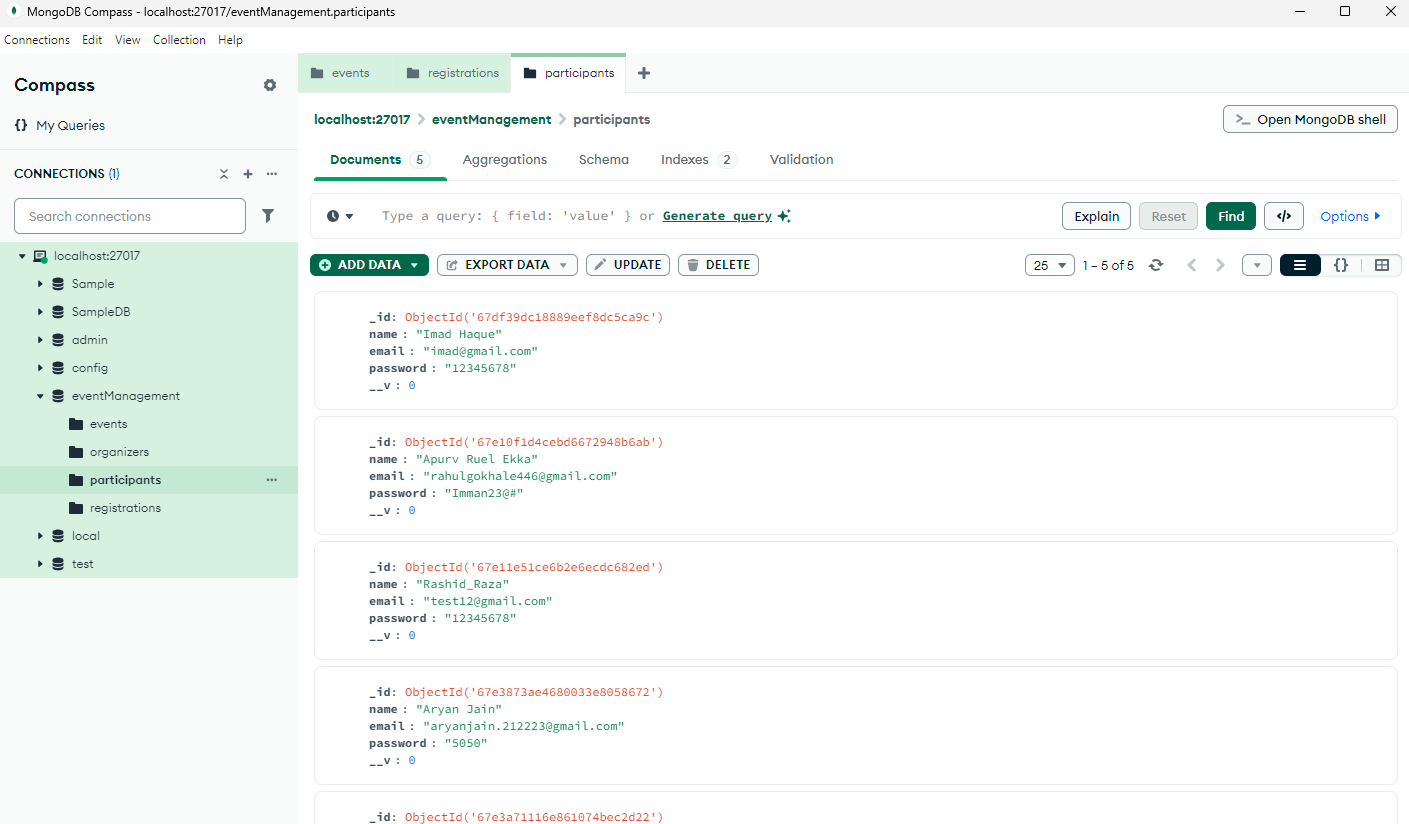 MongoDB Compass - localhost:27017/eventManagement.participants
Connections Edit View Collection Help
Compass
{} My Queries
CONNECTIONS (1)
Search connections
localhost:27017
Sample
SampleDB
admin
config
eventManagement
events
organizers
participants
registrations
local
test
events registrations participants
localhost:27017 > eventManagement > participants
>_ Open MongoDB shell
Documents 5 Aggregations Schema Indexes 2 Validation
Type a query: { field: 'value' } or Generate query
Explain Reset Find </> Options
ADD DATA EXPORT DATA UPDATE DELETE
25 1 – 5 of 5 {}
_id: ObjectId('67df39dc18889eef8dc5ca9c')
name : "Imad Haque"
email : "imad@gmail.com"
password : "12345678"
__v : 0
_id: ObjectId('67e10f1d4cebd6672948b6ab')
name : "Apurv Ruel Ekka"
email : "rahulgokhale446@gmail.com"
password : "Imman23@#"
__v : 0
_id: ObjectId('67e11e51ce6b2e6ecdc682ed')
name : "Rashid_Raza"
email : "test12@gmail.com"
password : "12345678"
__v : 0
_id: ObjectId('67e3873ae4680033e8058672')
name : "Aryan Jain"
email : "aryanjain.212223@gmail.com"
password : "5050"
__v : 0
_id: ObjectId('67e3a71116e861074bec2d22')